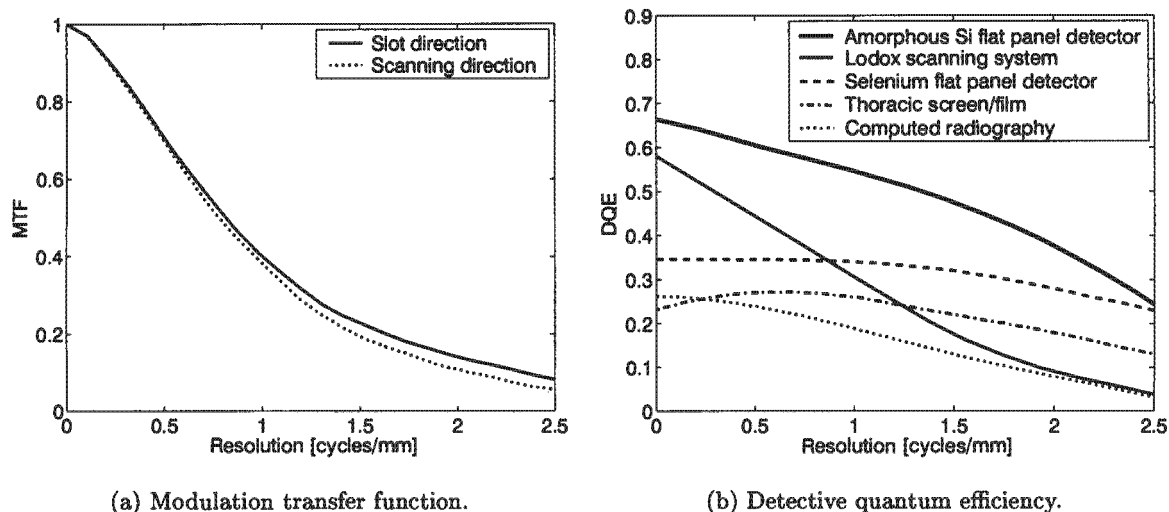 1
0.8
0.6
0.4
0.2
0
MTF
0
0.5
1
1.5
2
2.5
Resolution [cycles/mm]
Slot direction
Scanning direction
(a) Modulation transfer function.
0.9
0.8
0.7
0.6
0.5
0.4
0.3
0.2
0.1
0
DQE
0
0.5
1
1.5
2
2.5
Resolution [cycles/mm]
Amorphous Si flat panel detector
Lodox scanning system
Selenium flat panel detector
Thoracic screen/film
Computed radiography
(b) Detective quantum efficiency.